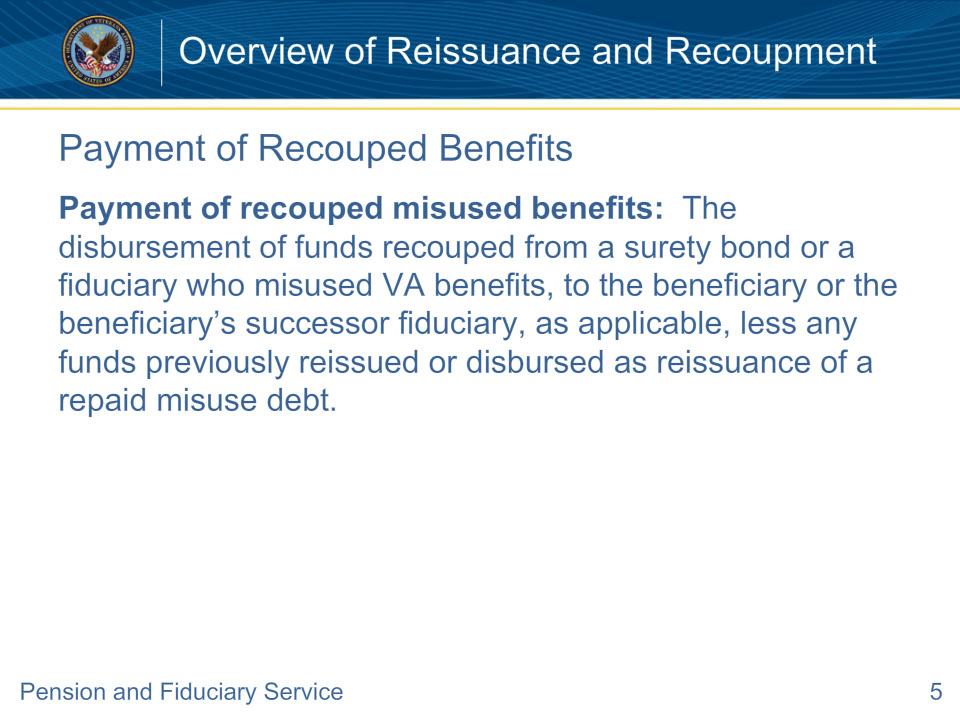 Overview of Reissuance and Recoupment
Payment of Recouped Benefits
Payment of recouped misused benefits:  The
disbursement of funds recouped from a surety bond or a
fiduciary who misused VA benefits, to the beneficiary or the
beneficiary’s successor fiduciary, as applicable, less any
funds previously reissued or disbursed as reissuance of a
repaid misuse debt.
Pension and Fiduciary Service
5